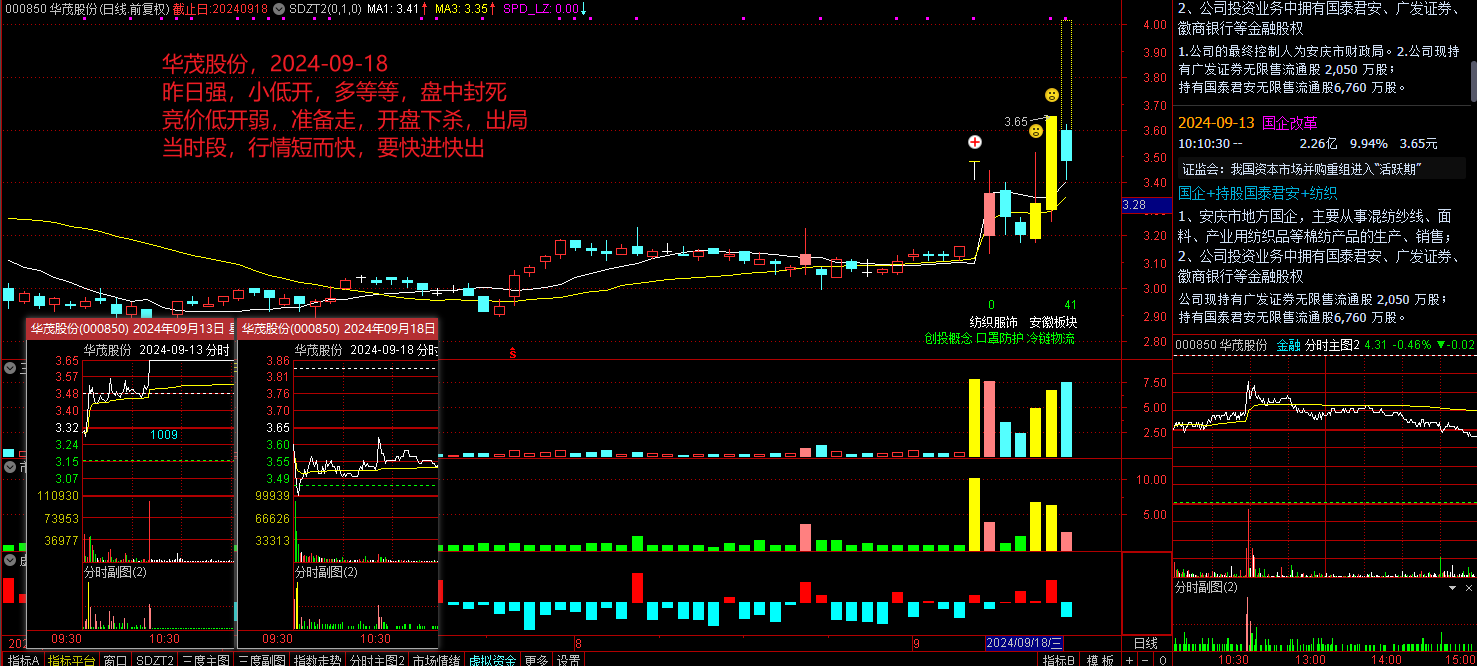 000850 华茂股份(日线.前复权) 截止日:20240918 SDZT2(0,1,0) MA1: 3.41↑ MA3: 3.35↑ SPD_LZ: 0.00↓
华茂股份，2024-09-18
昨日强，小低开，多等等，盘中封死
竞价低开弱，准备走，开盘下杀，出局
当时段，行情短而快，要快进快出
3.65
4.00
3.90
3.80
3.70
3.60
3.50
3.40
3.28
3.20
3.10
3.00
2.90
2.80
0
41
纺织服饰 安徽板块
创投概念 口罩防护 冷链物流
7.50
5.00
2.50
10.00
5.00
华茂股份(000850) 2024年09月13日
华茂股份 2024-09-13 分时
3.65
3.57
3.48
3.40
3.32
3.24
3.15
3.07
1009
110930
73953
36977
分时副图(2)
09:30 10:30
华茂股份(000850) 2024年09月18日
华茂股份 2024-09-18 分时
3.86
3.81
3.76
3.70
3.65
3.60
3.55
3.49
99939
66626
33313
分时副图(2)
09:30 10:30
8
9
2024/09/18/三
日线
指标A 指标平台 窗口 SDZT2 三度主图 三度副图 指数走势 分时主图2 市场情绪 虚拟资金 更多 设置
指标B 模板 + - 0
2、公司投资业务中拥有国泰君安、广发证券、
徽商银行等金融股权
1.公司的最终控制人为安庆市财政局。2.公司现持
有广发证券无限售流通股 2,050 万股；
持有国泰君安无限售流通股6,760 万股。
2024-09-13 国企改革
10:10:30 -- 2.26亿 9.94% 3.65元
证监会：我国资本市场并购重组进入“活跃期”
国企+持股国泰君安+纺织
1、安庆市地方国企，主要从事混纺纱线、面
料、产业用纺织品等棉纺产品的生产、销售；
2、公司投资业务中拥有国泰君安、广发证券、
徽商银行等金融股权
公司现持有广发证券无限售流通股 2,050 万股；
持有国泰君安无限售流通股6,760 万股。
000850 华茂股份 金融 分时主图2 4.31 -0.46% ▼-0.02
分时副图(2)
10:30 13:00 14:00 15:00